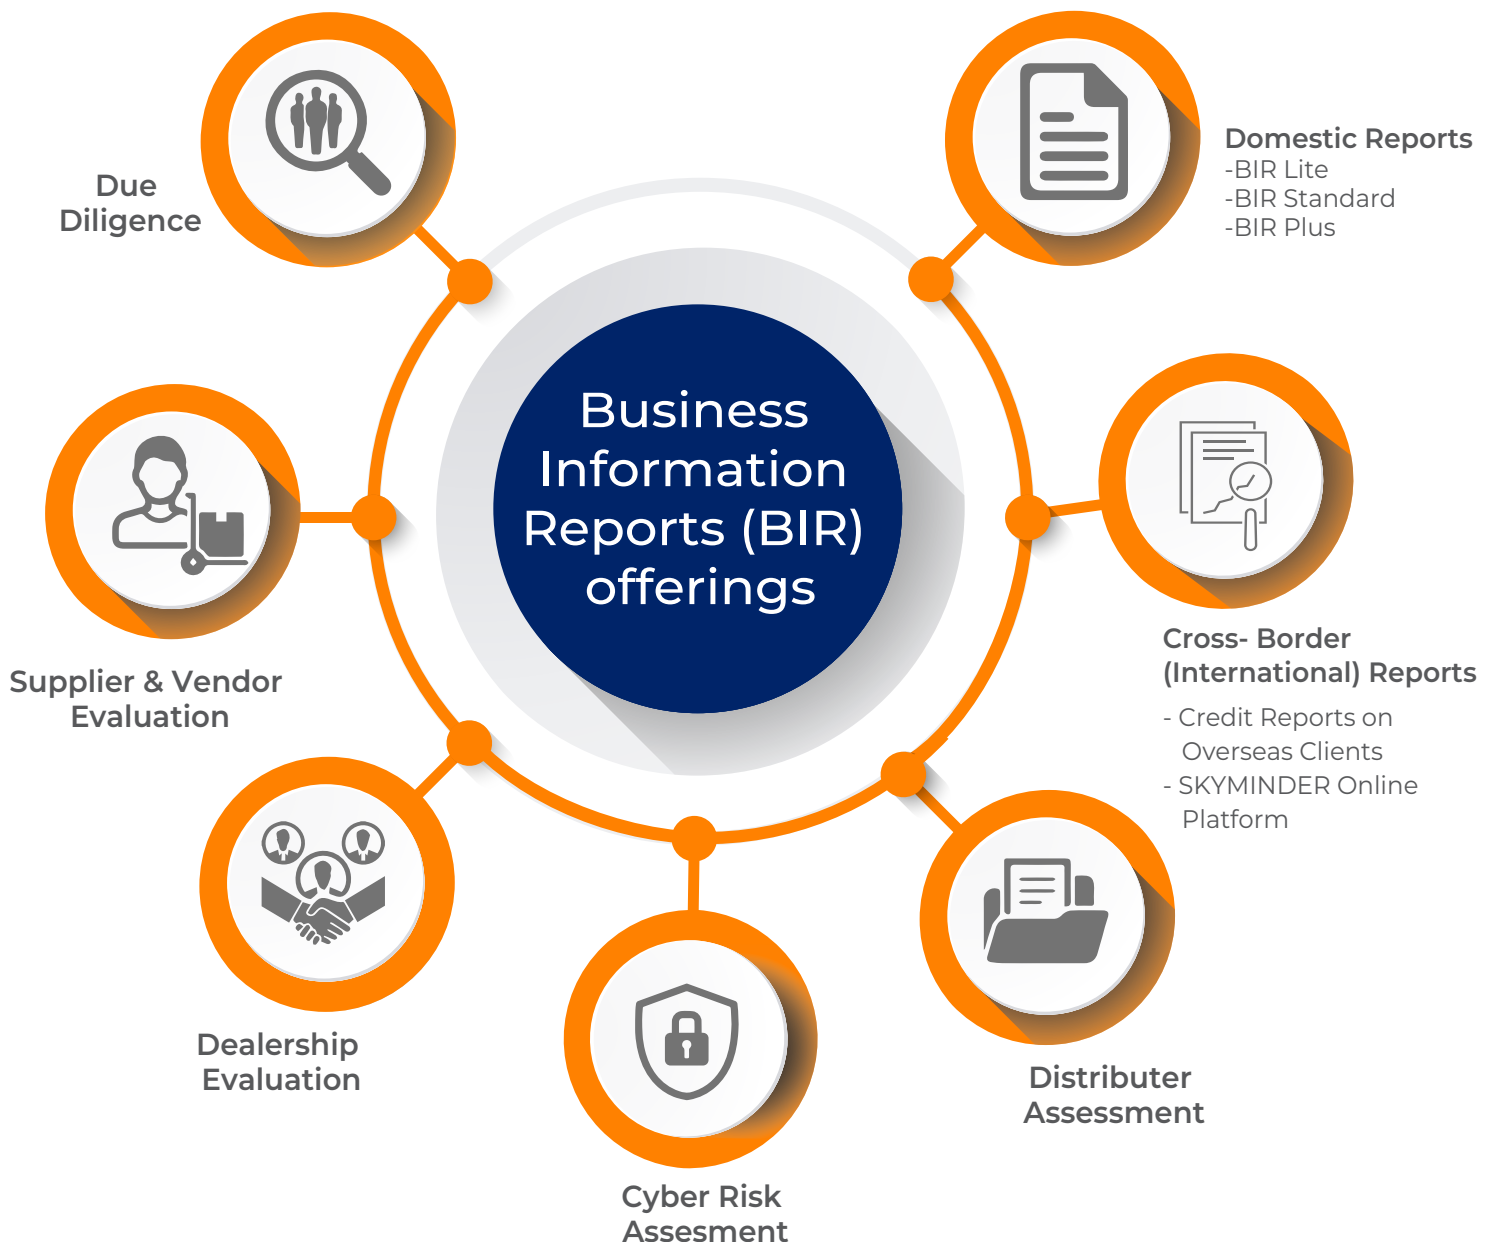 Business
Information
Reports (BIR)
offerings
Domestic Reports
-BIR Lite
-BIR Standard
-BIR Plus
Cross- Border
(International) Reports
- Credit Reports on
Overseas Clients
- SKYMINDER Online
Platform
Distributer
Assessment
Cyber Risk
Assesment
Dealership
Evaluation
Supplier & Vendor
Evaluation
Due
Diligence